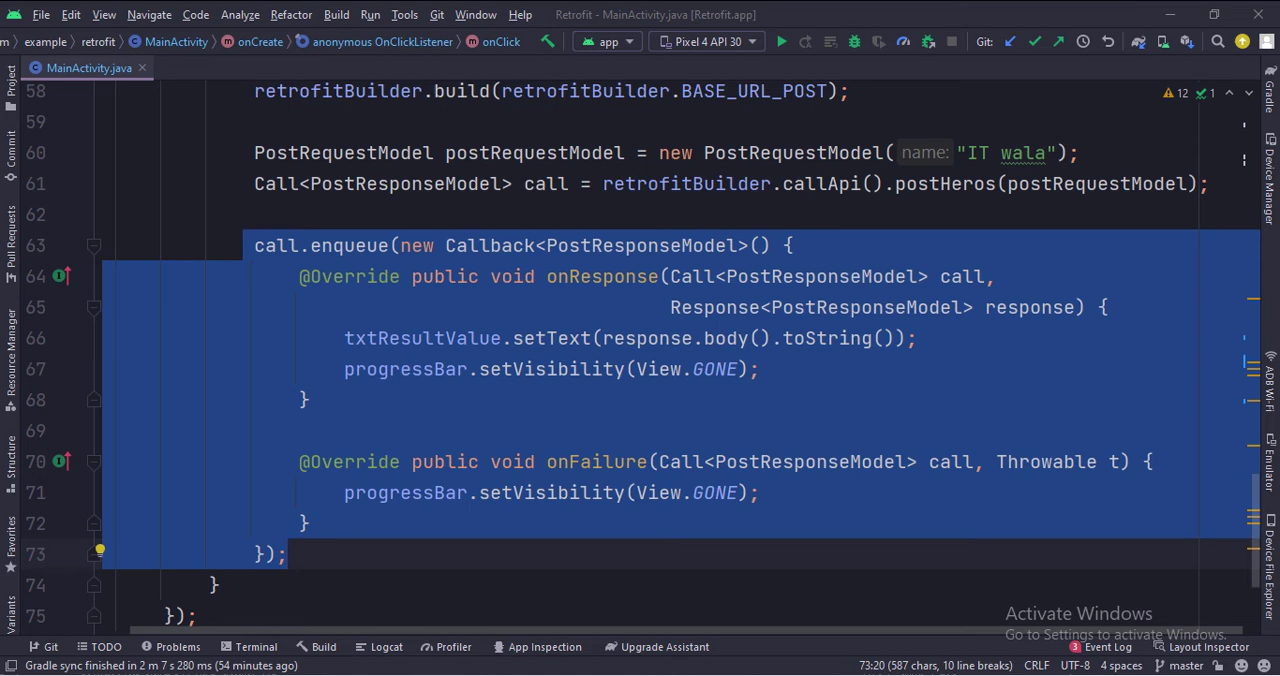 File Edit View Navigate Code Analyze Refactor Build Run Tools Git Window Help Retrofit - MainActivity.java [Retrofit.app]
m example retrofit MainActivity onCreate anonymous OnClickListener onClick app Pixel 4 API 30 Git:
MainActivity.java
58 retrofitBuilder.build(retrofitBuilder.BASE_URL_POST); 12 1
59
60 PostRequestModel postRequestModel = new PostRequestModel( name: "IT wala");
61 Call<PostResponseModel> call = retrofitBuilder.callApi().postHeros(postRequestModel);
62
63 call.enqueue(new Callback<PostResponseModel>() {
64 @Override public void onResponse(Call<PostResponseModel> call,
65 Response<PostResponseModel> response) {
66 txtResultValue.setText(response.body().toString());
67 progressBar.setVisibility(View.GONE);
68 }
69
70 @Override public void onFailure(Call<PostResponseModel> call, Throwable t) {
71 progressBar.setVisibility(View.GONE);
72 }
73 });
74 }
75 });
Project
Commit
Pull Requests
Resource Manager
Structure
Favorites
Variants
Gradle
Device Manager
ADB Wi-Fi
Emulator
Device File Explorer
Activate Windows
Go to Settings to activate Windows.
Git TODO Problems Terminal Build Logcat Profiler App Inspection Upgrade Assistant 3 Event Log Layout Inspector
Gradle sync finished in 2 m 7 s 280 ms (54 minutes ago) 73:20 (587 chars, 10 line breaks) CRLF UTF-8 4 spaces master